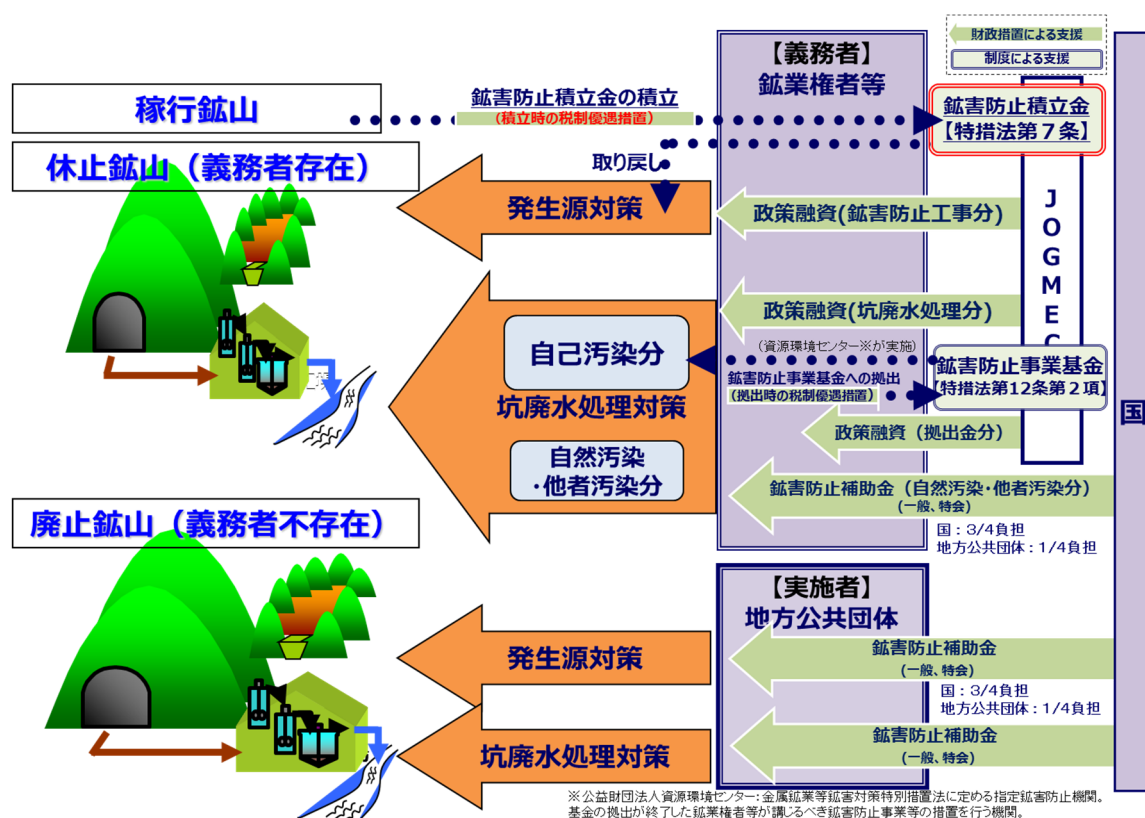 財政措置による支援
制度による支援
【義務者】
鉱業権者等
稼行鉱山
鉱害防止積立金の積立
(積立時の税制優遇措置)
鉱害防止積立金
【特措法第７条】
休止鉱山（義務者存在）
取り戻し
発生源対策
政策融資(鉱害防止工事分)
JOGMEC
政策融資(坑廃水処理分)
(資源環境センター※が実施)
自己汚染分
鉱害防止事業基金
【特措法第12条第２項】
鉱害防止事業基金への拠出
(拠出時の税制優遇措置)
坑廃水処理対策
政策融資（拠出金分）
国
自然汚染
・他者汚染分
鉱害防止補助金（自然汚染・他者汚染分）
(一般、特会)
国：3/4負担
地方公共団体：1/4負担
廃止鉱山（義務者不存在）
【実施者】
地方公共団体
発生源対策
鉱害防止補助金
(一般、特会)
国：3/4負担
地方公共団体：1/4負担
坑廃水処理対策
鉱害防止補助金
(一般、特会)
※公益財団法人資源環境センター：金属鉱業等鉱害対策特別措置法に定める指定鉱害防止機関。
基金の拠出が終了した鉱業権者等が講じるべき鉱害防止事業等の措置を行う機関。